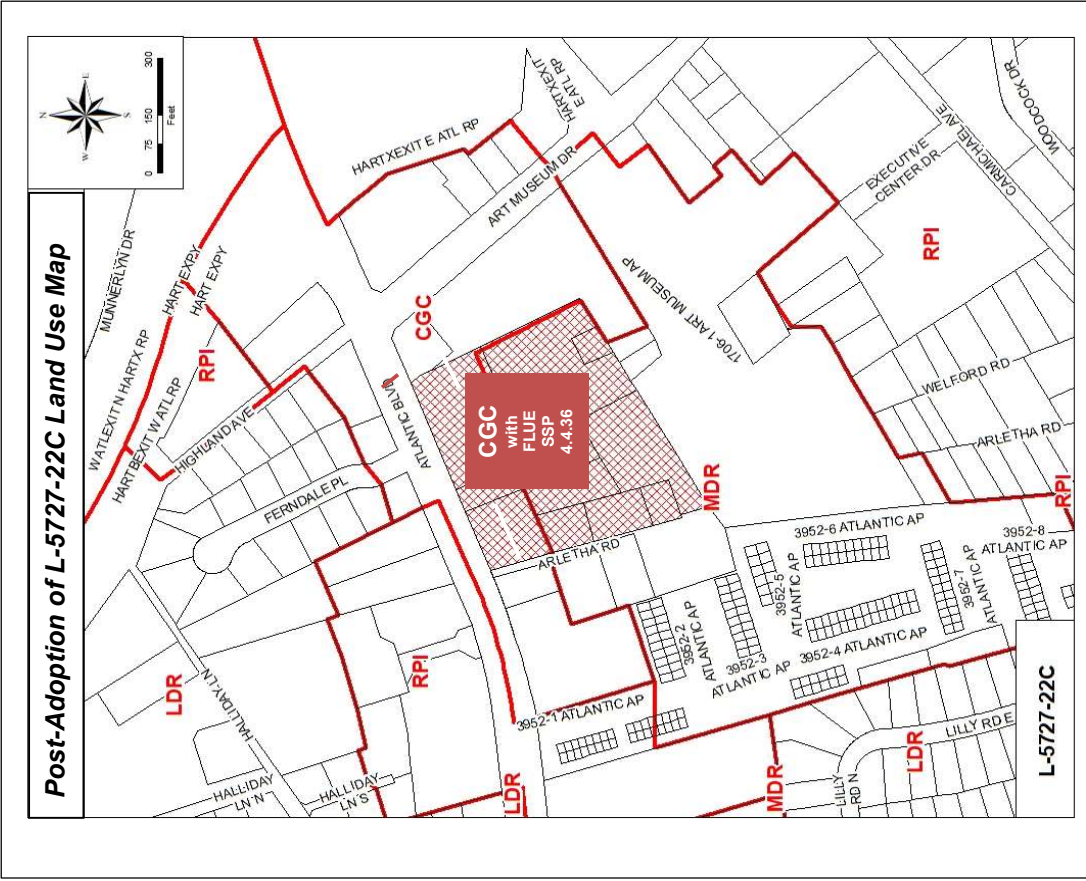 Post-Adoption of L-5727-22C Land Use Map
N
E
S
W
0 75 150 300
Feet
MUNNERLYN DR
WATLEXIT N HARTX RP
HART EXPY
HART EXPY
HARTBEXIT W ATL RP
RPI
HIGHLAND AVE
FERNDALE PL
HALLIDAY LN
LDR
HALLIDAY
LN N
HALLIDAY
LN S
RPI
LDR
ATLANTIC BLVD
CGC
HARTXEXIT E ATL RP
HARTXEXIT
E ATL RP
ART MUSEUM DR
1706-1 ART MUSEUM AP
EXECUTIVE
CENTER DR
CARMICHAEL AVE
WOODCOCK DR
RPI
CGC
with
FLUE
SSP
4.4.36
ARLETHA RD
MDR
WELFORD RD
ARLETHA RD
RPI
3952-1 ATLANTIC AP
3952-2
ATLANTIC AP
3952-3
ATLANTIC AP
3952-4 ATLANTIC AP
3952-5
ATLANTIC AP
3952-6 ATLANTIC AP
3952-7
ATLANTIC AP
3952-8
ATLANTIC AP
MDR
LILLY
RD N
LDR
LILLY RD E
L-5727-22C